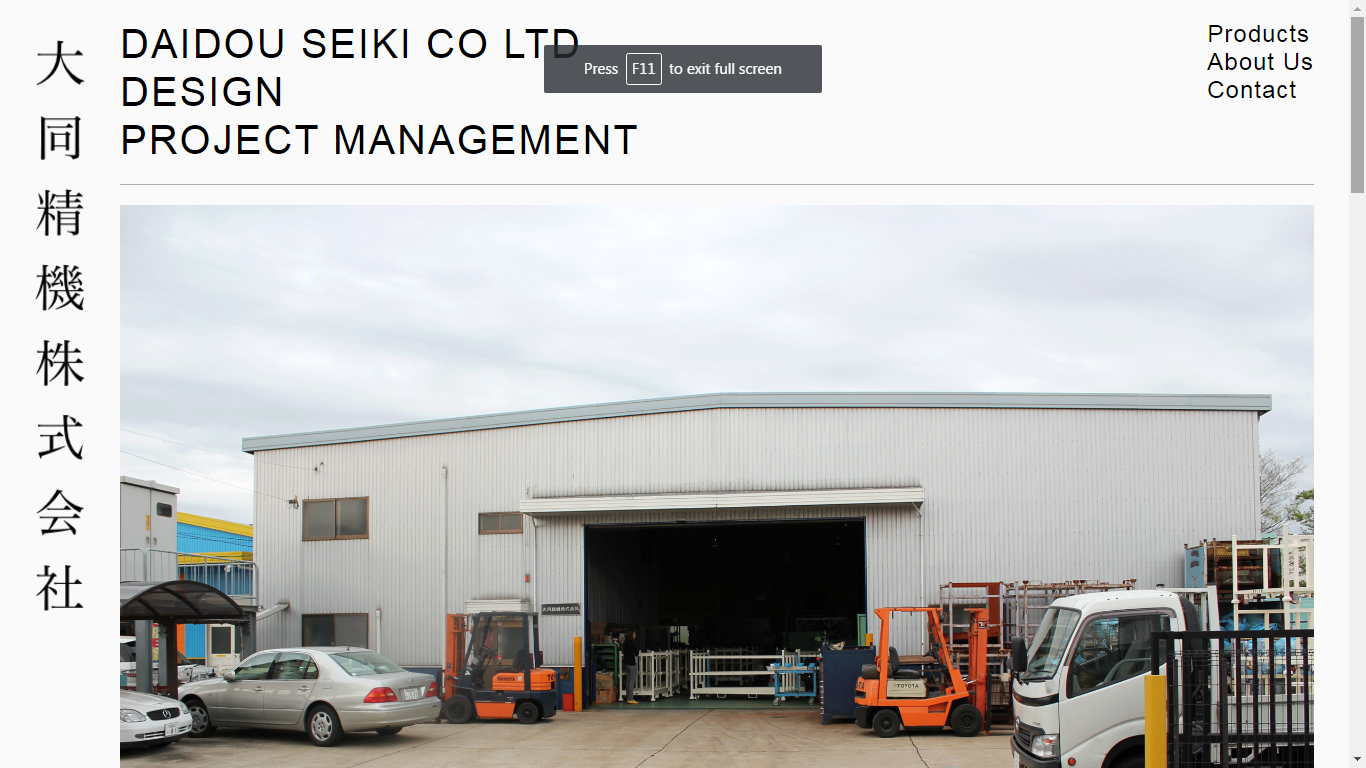 大同精機株式会社
DAIDOU SEIKI CO LTD
DESIGN
PROJECT MANAGEMENT
Press F11 to exit full screen
Products
About Us
Contact
大同精機株式会社
TOYOTA
TOYOTA